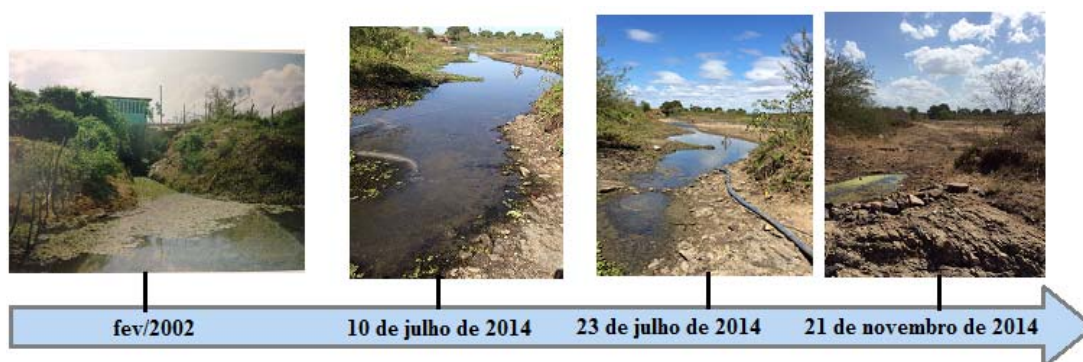 fev/2002
10 de julho de 2014
23 de julho de 2014
21 de novembro de 2014